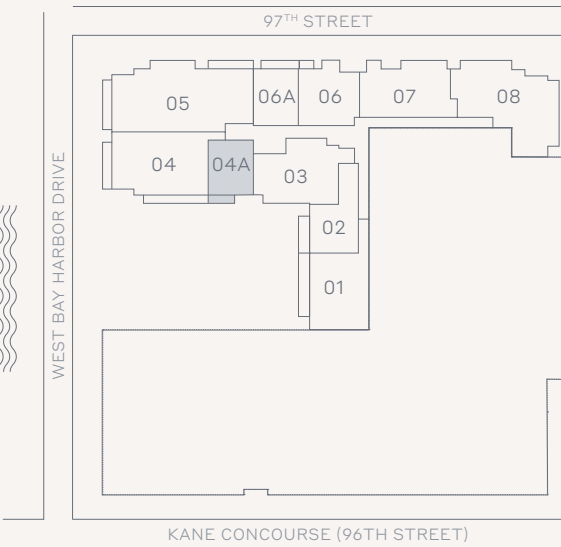 97TH STREET
05
06A
06
07
08
04
04A
03
02
01
WEST BAY HARBOR DRIVE
KANE CONCOURSE (96TH STREET)